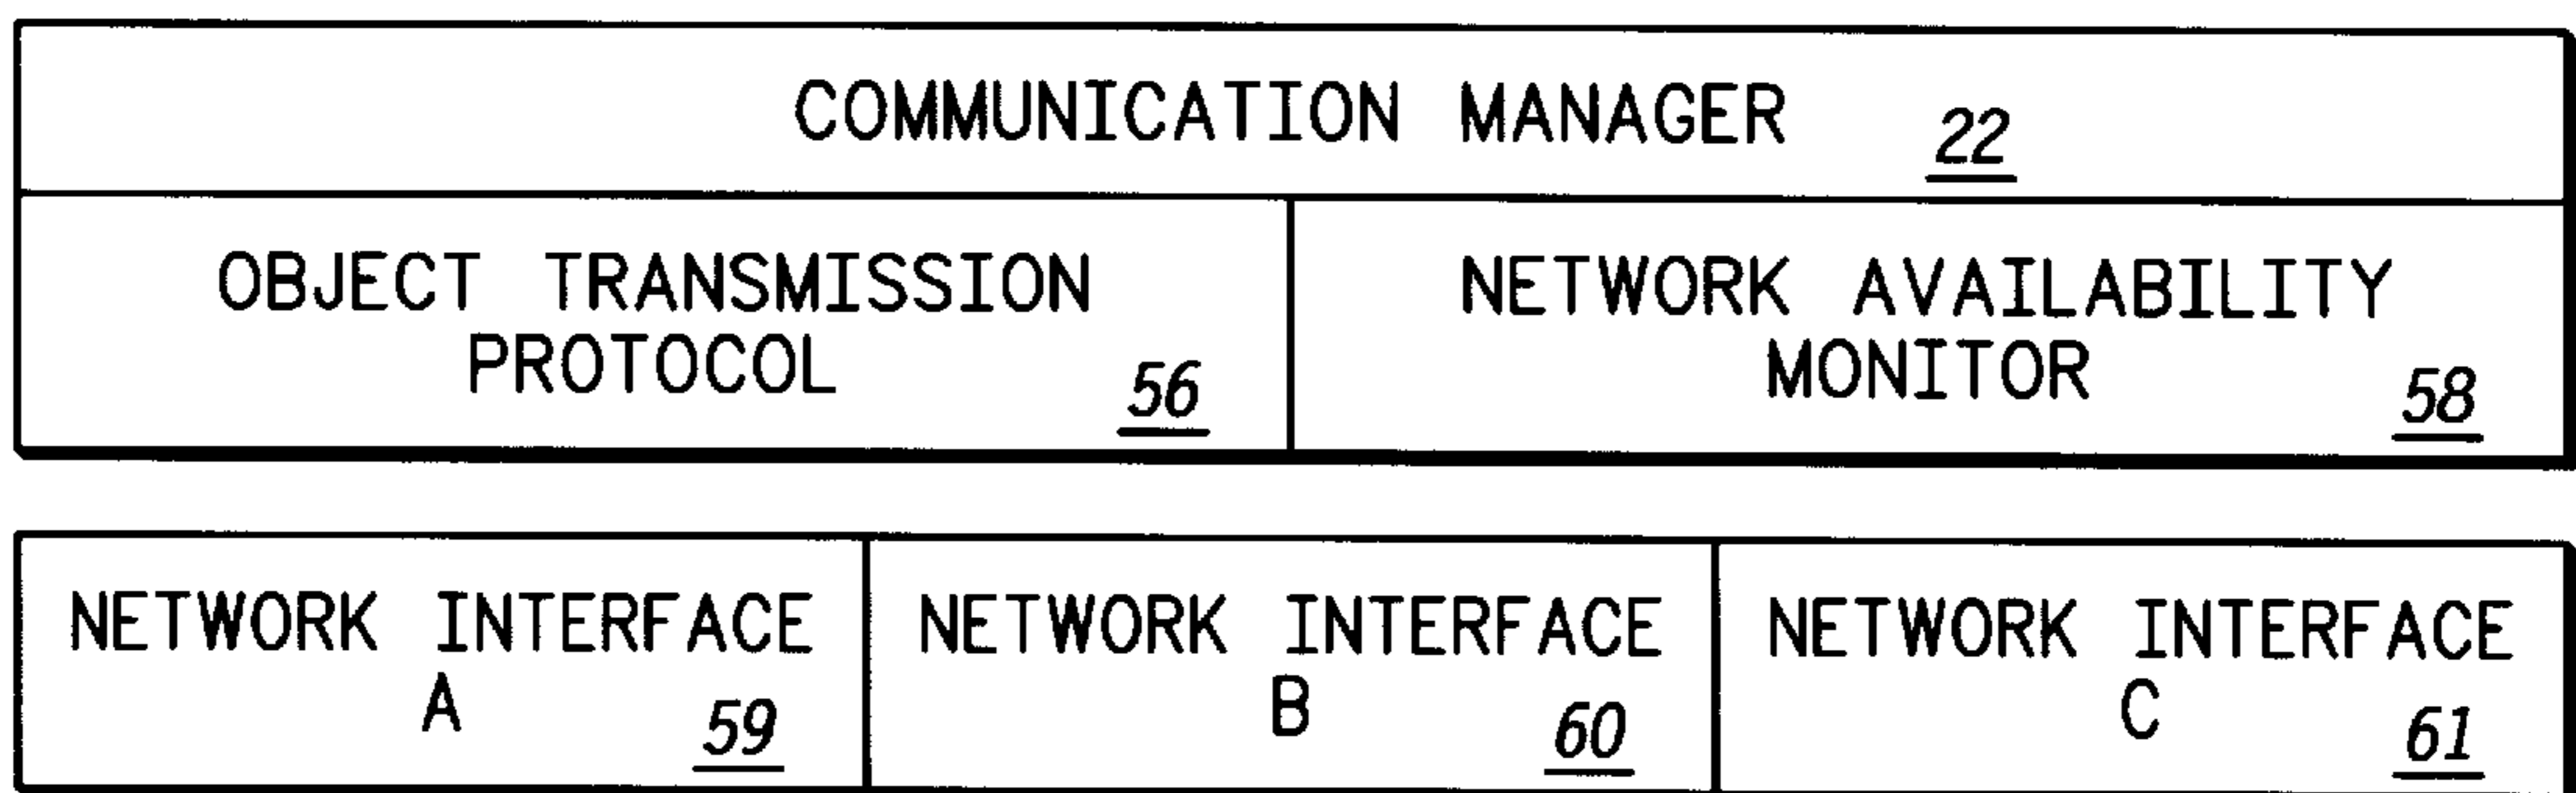 COMMUNICATION MANAGER 22
OBJECT TRANSMISSION
PROTOCOL 56
NETWORK AVAILABILITY
MONITOR 58
NETWORK INTERFACE
A 59
NETWORK INTERFACE
B 60
NETWORK INTERFACE
C 61